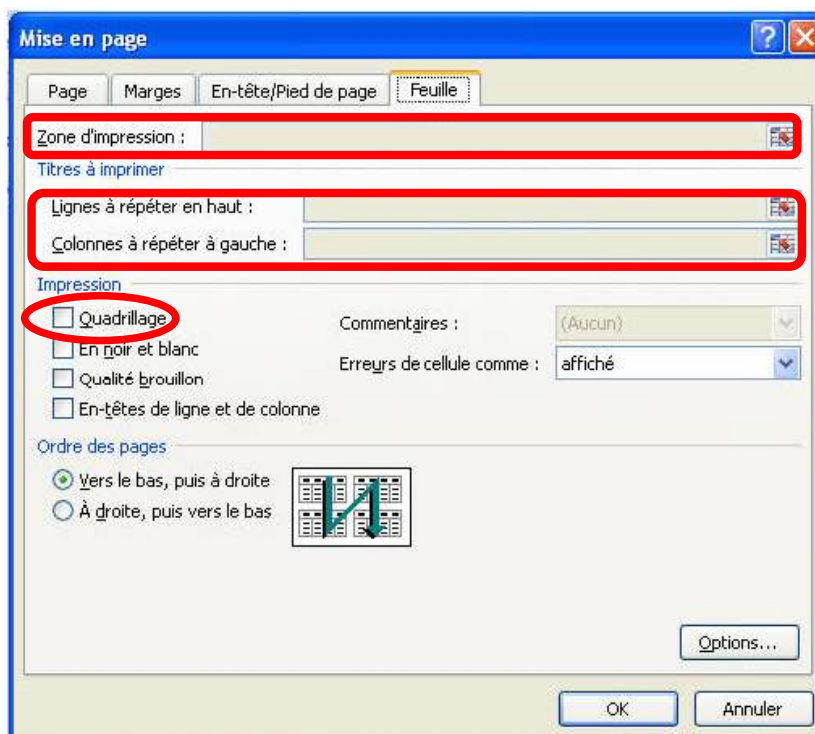 Mise en page
Page Marges En-tête/Pied de page Feuille
Zone d'impression :
Titres à imprimer
Lignes à répéter en haut :
Colonnes à répéter à gauche :
Impression
Quadrillage
Commentaires : (Aucun)
En noir et blanc
Erreurs de cellule comme : affiché
Qualité brouillon
En-têtes de ligne et de colonne
Ordre des pages
Vers le bas, puis à droite
À droite, puis vers le bas
Options...
OK Annuler